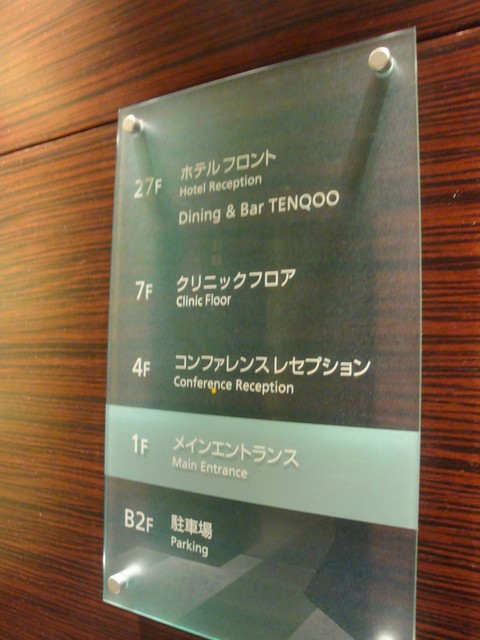 27F ホテル フロント
Hotel Reception
Dining & Bar TENQOO
7F クリニックフロア
Clinic Floor
4F コンファレンス レセプション
Conference Reception
1F メインエントランス
Main Entrance
B2F 駐車場
Parking